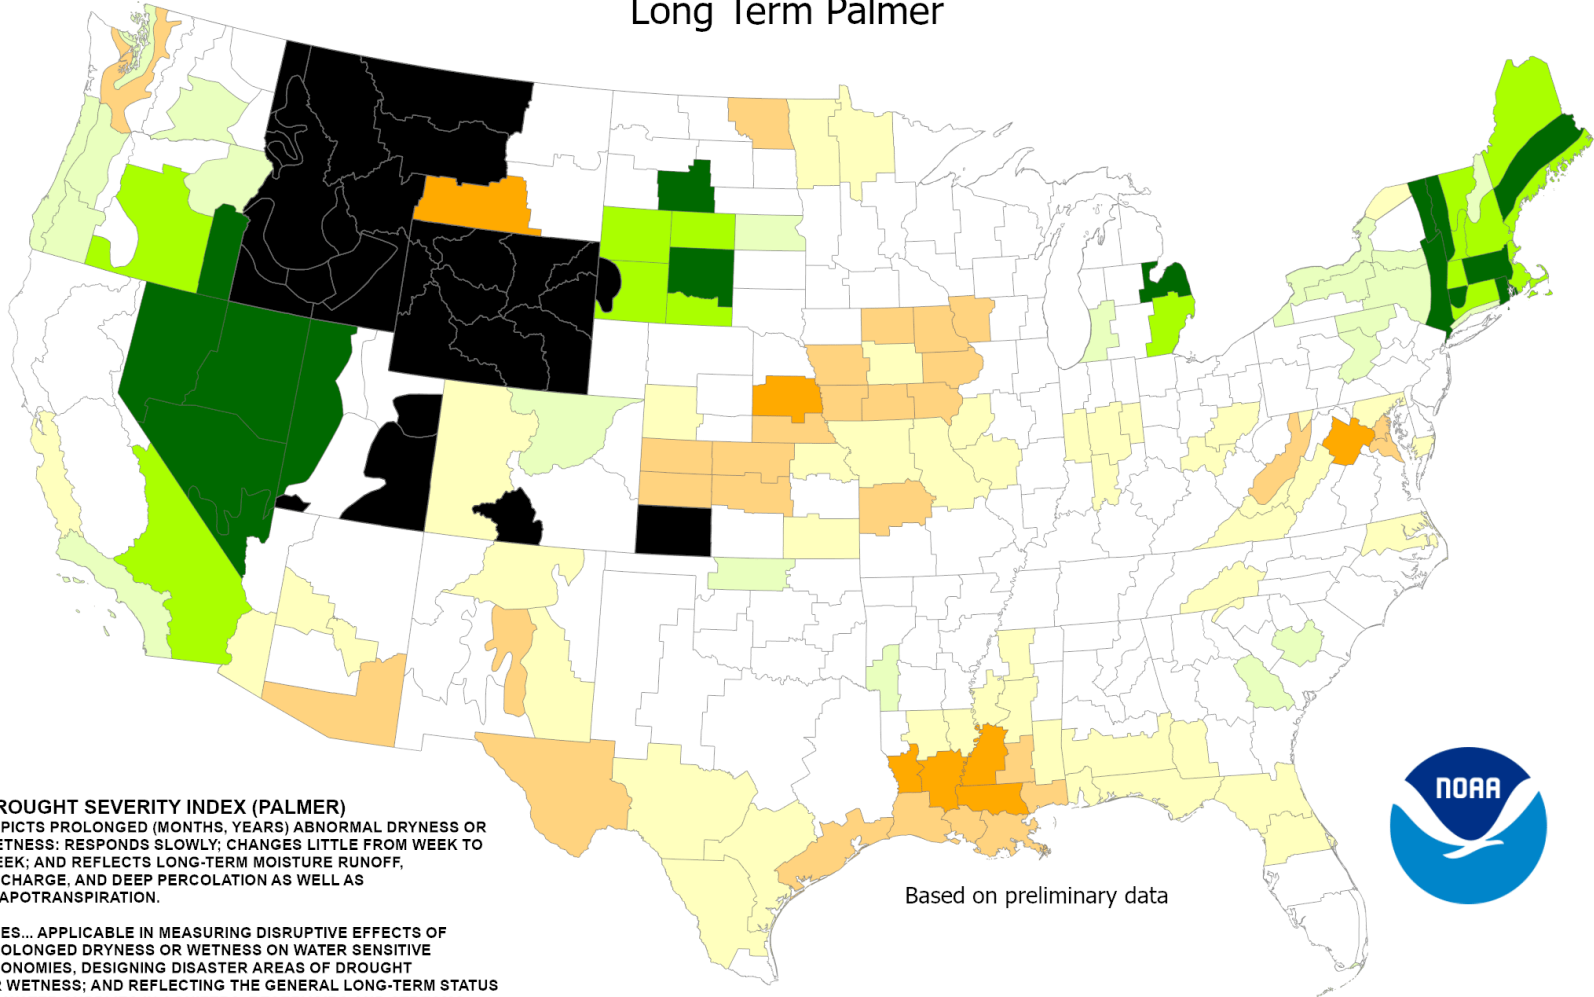 Long Term Palmer
ROUGHT SEVERITY INDEX (PALMER)
PICTS PROLONGED (MONTHS, YEARS) ABNORMAL DRYNESS OR
ETNESS: RESPONDS SLOWLY; CHANGES LITTLE FROM WEEK TO
EEK; AND REFLECTS LONG-TERM MOISTURE RUNOFF,
CHARGE, AND DEEP PERCOLATION AS WELL AS
APOTRANSPIRATION.
ES... APPLICABLE IN MEASURING DISRUPTIVE EFFECTS OF
OLONGED DRYNESS OR WETNESS ON WATER SENSITIVE
ONOMIES, DESIGNING DISASTER AREAS OF DROUGHT
R WETNESS; AND REFLECTING THE GENERAL LONG-TERM STATUS
Based on preliminary data
NOAA